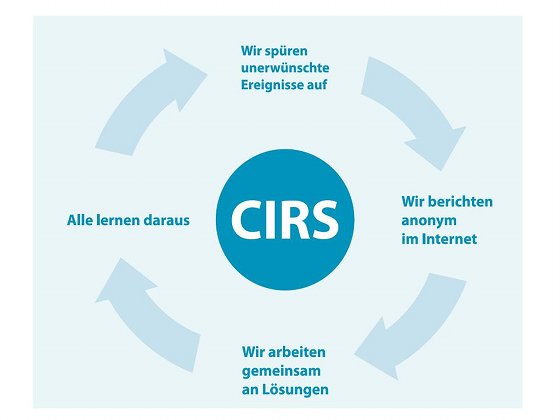 Wir spüren
unerwünschte
Ereignisse auf
Wir berichten
anonym
im Internet
Wir arbeiten
gemeinsam
an Lösungen
Alle lernen daraus
CIRS